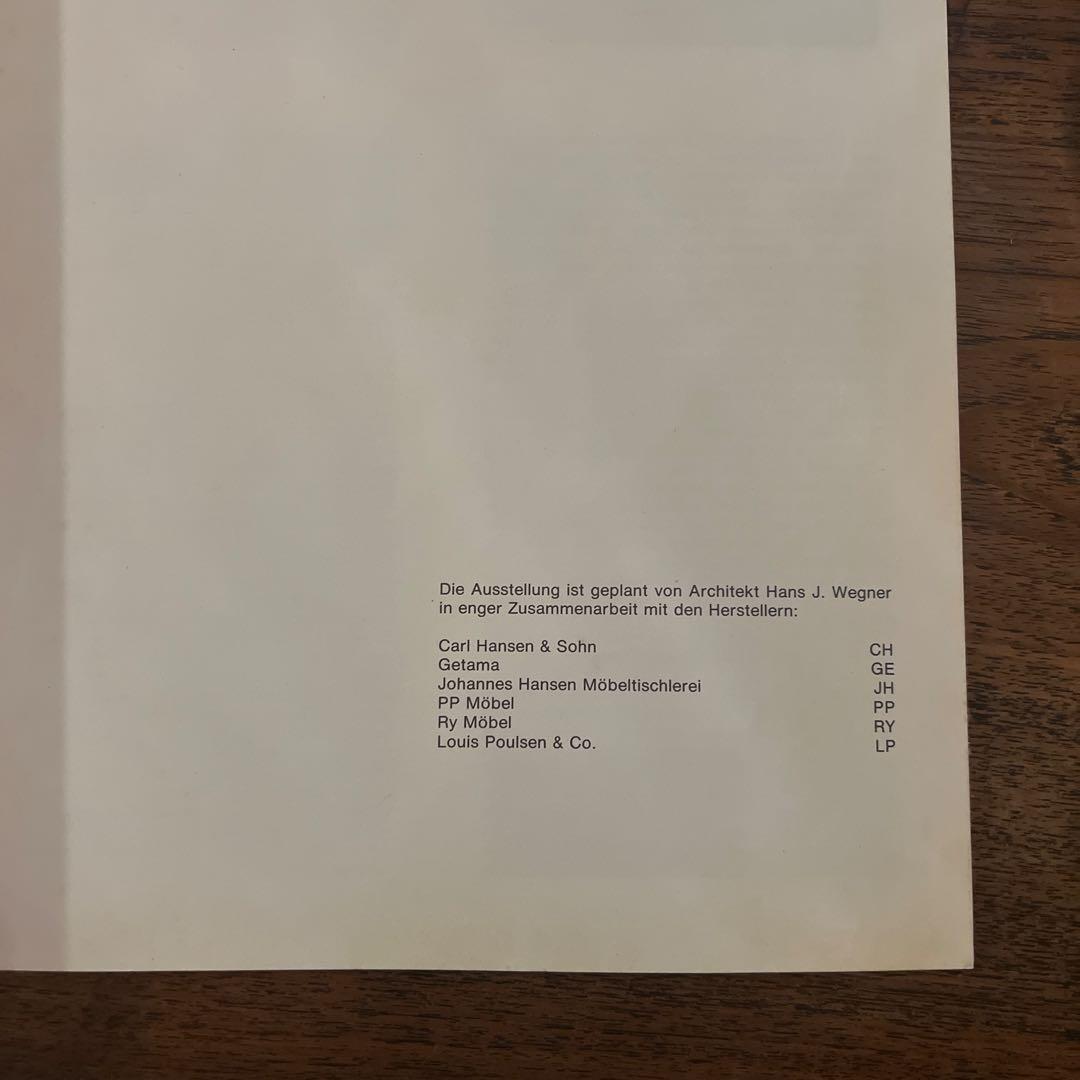 Die Ausstellung ist geplant von Architekt Hans J. Wegner
in enger Zusammenarbeit mit den Herstellern:
Carl Hansen & Sohn CH
Getama GE
Johannes Hansen Möbeltischlerei JH
PP Möbel PP
Ry Möbel RY
Louis Poulsen & Co. LP